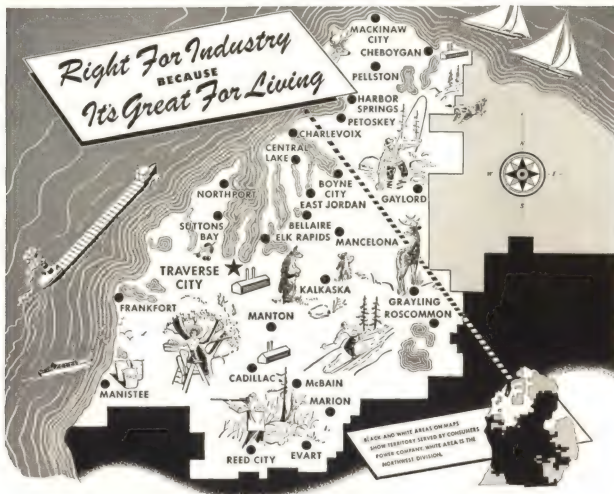 Right For Industry
BECAUSE
It's Great For Living
MACKINAW
CITY
CHEBOYGAN
PELLSTON
HARBOR
SPRINGS
PETOSKEY
CHARLEVOIX
CENTRAL
LAKE
BOYNE
CITY
EAST JORDAN
GAYLORD
NORTHPORT
SUTTONS
BAY
BELLAIRE
ELK RAPIDS
MANCELONA
TRAVERSE
CITY
KALKASKA
FRANKFORT
GRAYLING
ROSCOMMON
MANTON
CADILLAC
McBAIN
MANISTEE
MARION
REED CITY
EVART
N
W
E
S
BLACK AND WHITE AREAS ON MAPS
SHOW TERRITORY SERVED BY CONSUMERS
POWER COMPANY. WHITE AREA IS THE
NORTHWEST DIVISION.